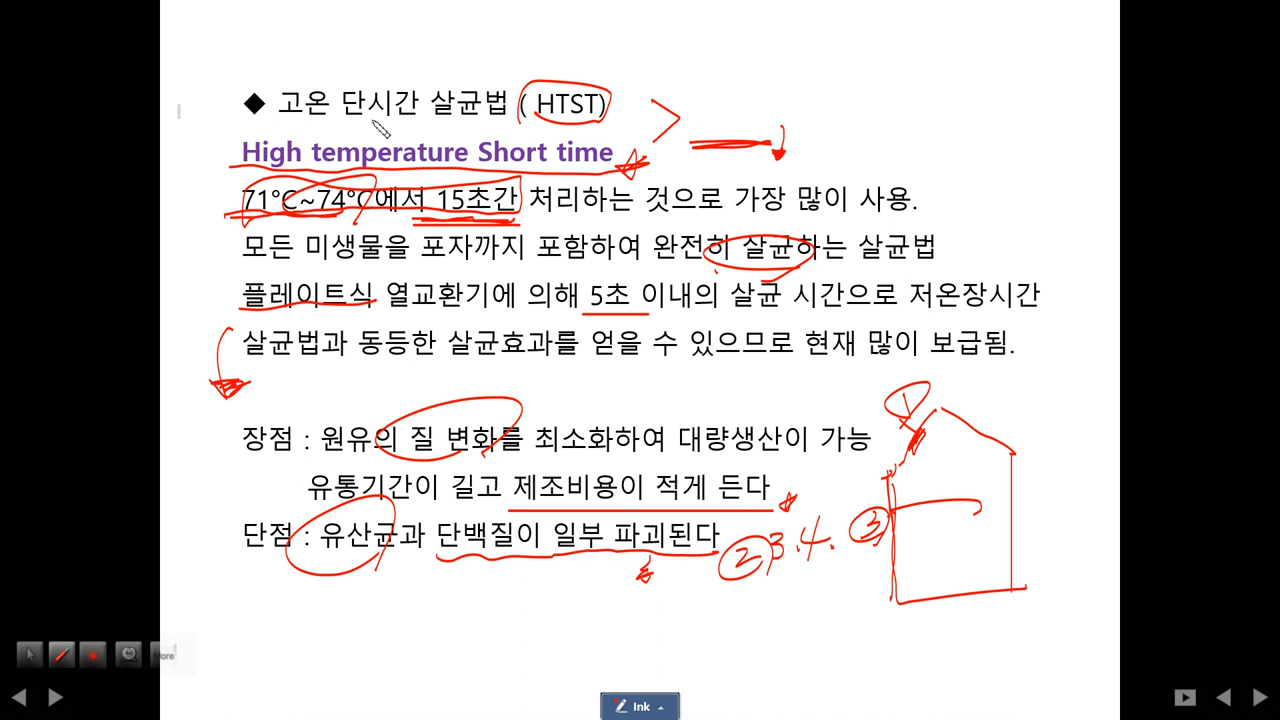 ◆ 고온 단시간 살균법 ( HTST)
High temperature Short time
71℃~74℃에서 15초간 처리하는 것으로 가장 많이 사용.
모든 미생물을 포자까지 포함하여 완전히 살균하는 살균법
플레이트식 열교환기에 의해 5초 이내의 살균 시간으로 저온장시간
살균법과 동등한 살균효과를 얻을 수 있으므로 현재 많이 보급됨.
장점 : 원유의 질 변화를 최소화하여 대량생산이 가능
유통기간이 길고 제조비용이 적게 든다
단점 : 유산균과 단백질이 일부 파괴된다
② 3.4. ③
①
More
Ink